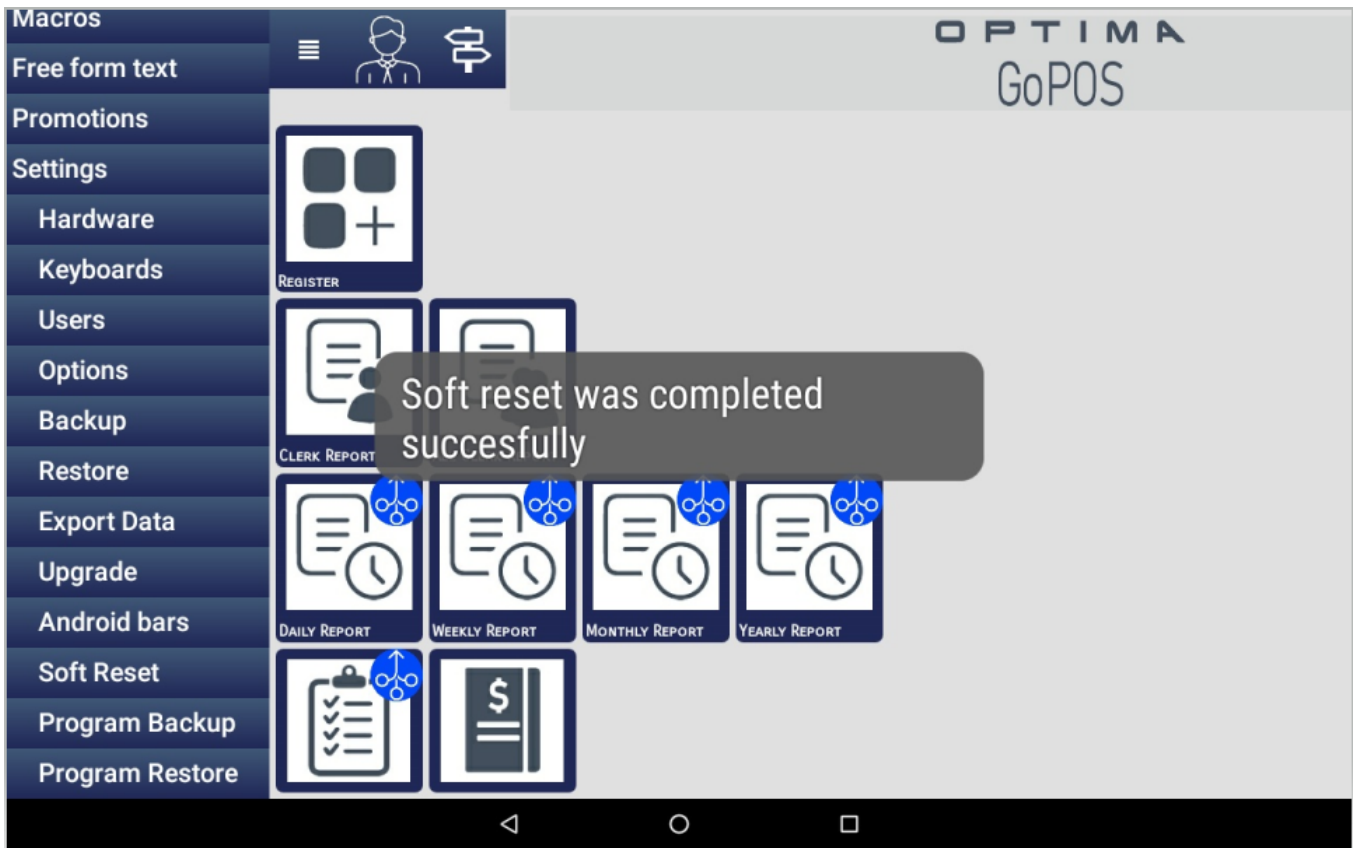 Macros
Free form text
Promotions
Settings
Hardware
Keyboards
Users
Options
Backup
Restore
Export Data
Upgrade
Android bars
Soft Reset
Program Backup
Program Restore
OPTIMA
GoPOS
REGISTER
CLERK REPORT
Soft reset was completed
succesfully
DAILY REPORT
WEEKLY REPORT
MONTHLY REPORT
YEARLY REPORT
$